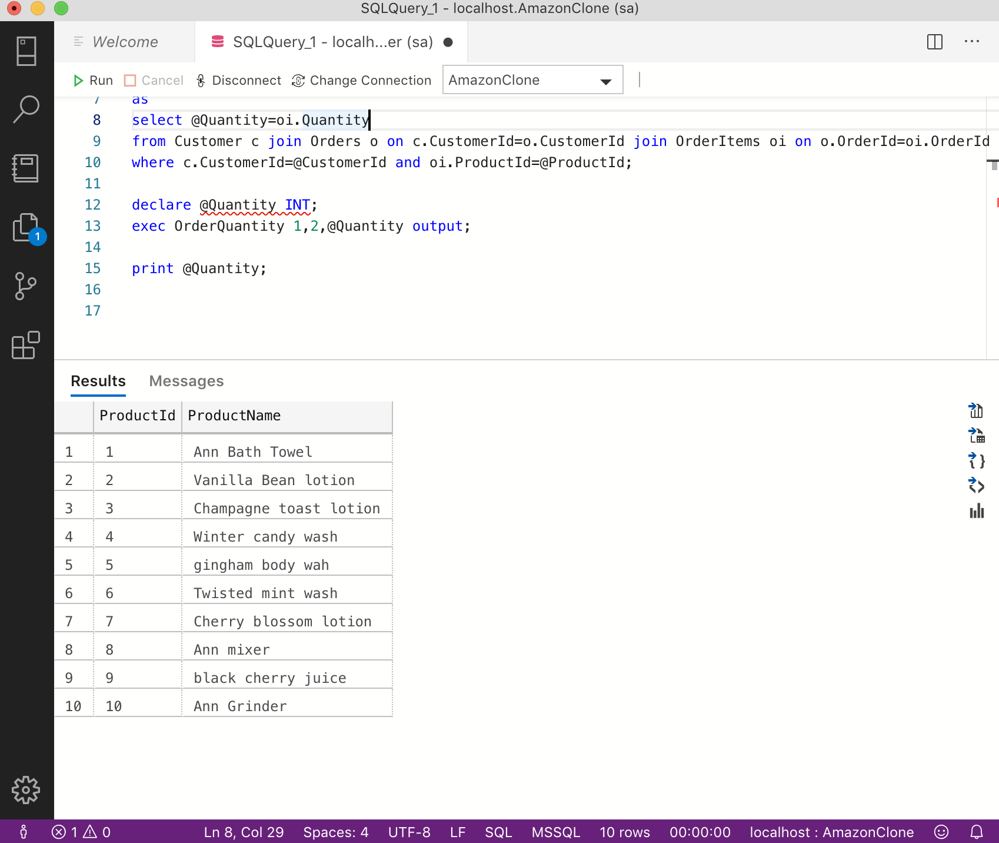 SQLQuery_1 - localhost.AmazonClone (sa)
Welcome
SQLQuery_1 - localh...er (sa)
Run Cancel Disconnect Change Connection AmazonClone
7 as
8 select @Quantity=oi.Quantity
9 from Customer c join Orders o on c.CustomerId=o.CustomerId join OrderItems oi on o.OrderId=oi.OrderId
10 where c.CustomerId=@CustomerId and oi.ProductId=@ProductId;
11
12 declare @Quantity INT;
13 exec OrderQuantity 1,2,@Quantity output;
14
15 print @Quantity;
16
17
1
Results Messages
ProductId ProductName
1 1 Ann Bath Towel
2 2 Vanilla Bean lotion
3 3 Champagne toast lotion
4 4 Winter candy wash
5 5 gingham body wah
6 6 Twisted mint wash
7 7 Cherry blossom lotion
8 8 Ann mixer
9 9 black cherry juice
10 10 Ann Grinder
1 0 Ln 8, Col 29 Spaces: 4 UTF-8 LF SQL MSSQL 10 rows 00:00:00 localhost : AmazonClone